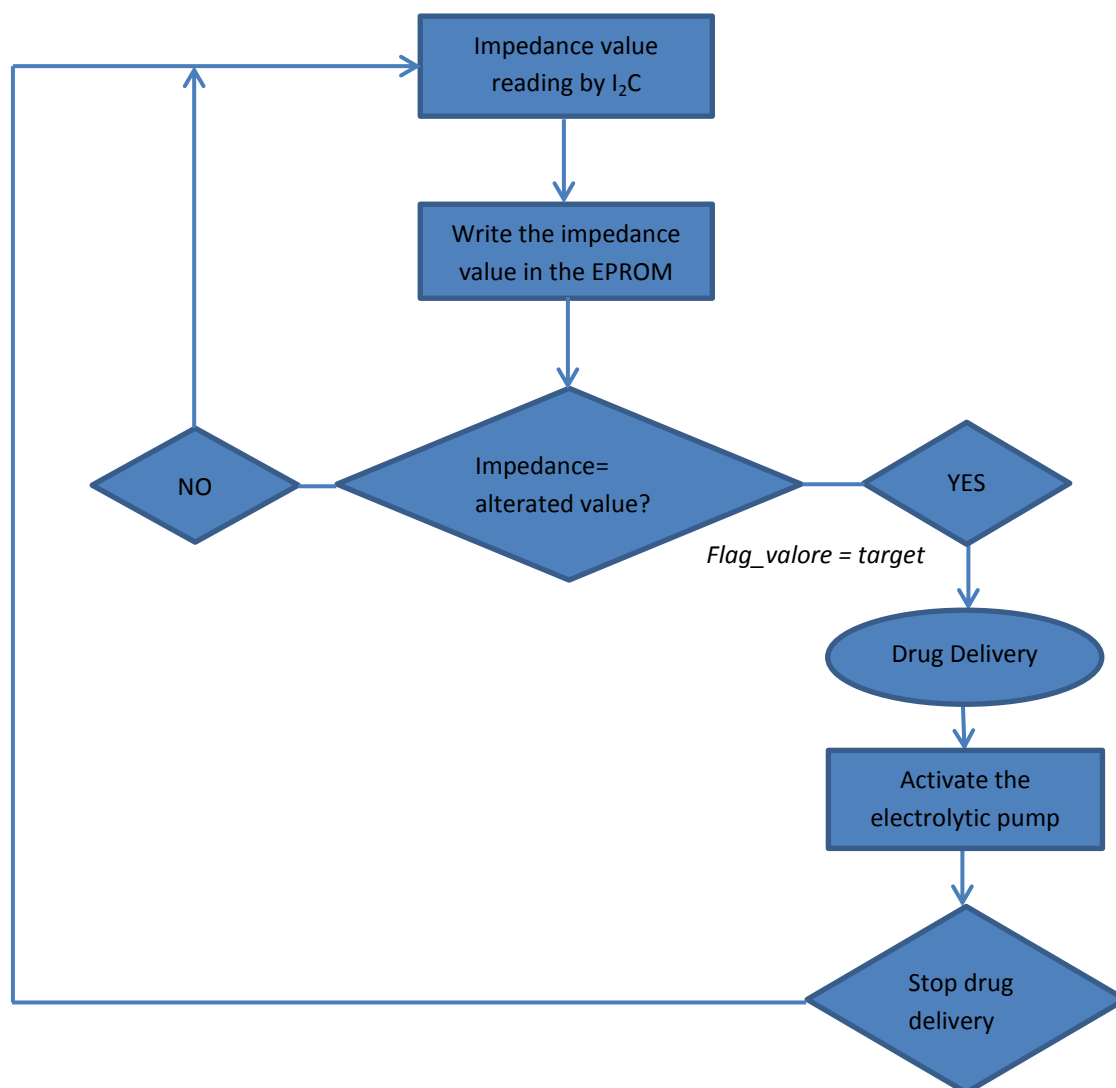 Impedance value
reading by I₂C
Write the impedance
value in the EPROM
Impedance=
alterated value?
NO
YES
Flag_valore = target
Drug Delivery
Activate the
electrolytic pump
Stop drug
delivery